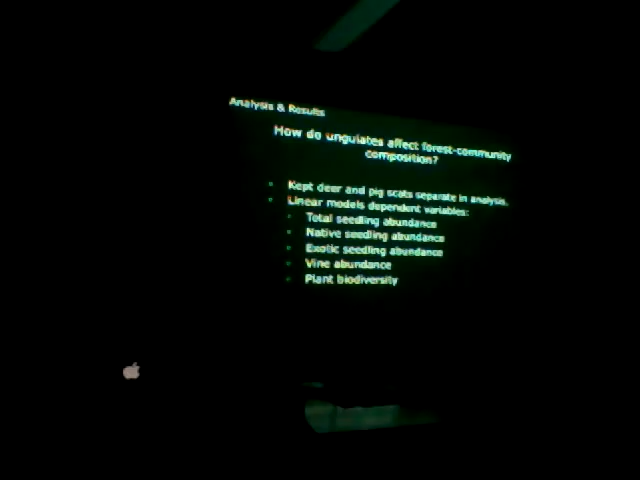 Analysis & Results
How do ungulates affect forest-community
composition?
Kept deer and pig scats separate in analysis.
Linear models dependent variables:
Total seedling abundance
Native seedling abundance
Exotic seedling abundance
Vine abundance
Plant biodiversity